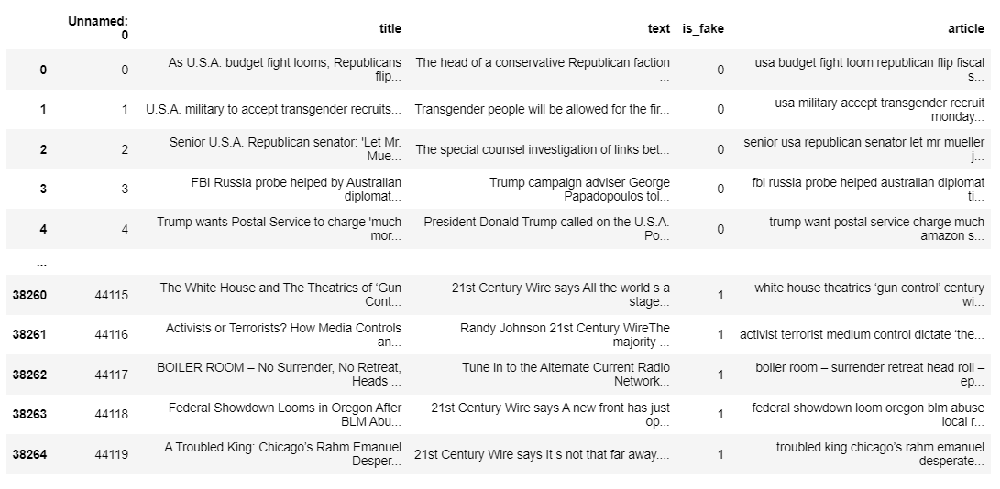 Unnamed: 0 title text is_fake article
0 0 As U.S.A. budget fight looms, Republicans flip... The head of a conservative Republican faction ... 0 usa budget fight loom republican flip fiscal s...
1 1 U.S.A. military to accept transgender recruits... Transgender people will be allowed for the fir... 0 usa military accept transgender recruit monday...
2 2 Senior U.S.A. Republican senator: 'Let Mr. Mue... The special counsel investigation of links bet... 0 senior usa republican senator let mr mueller j...
3 3 FBI Russia probe helped by Australian diplomat... Trump campaign adviser George Papadopoulos tol... 0 fbi russia probe helped australian diplomat ti...
4 4 Trump wants Postal Service to charge 'much mor... President Donald Trump called on the U.S.A. Po... 0 trump want postal service charge much amazon s...
... ... ... ... ... ...
38260 44115 The White House and The Theatrics of ‘Gun Cont... 21st Century Wire says All the world s a stage... 1 white house theatrics ‘gun control’ century wi...
38261 44116 Activists or Terrorists? How Media Controls an... Randy Johnson 21st Century WireThe majority ... 1 activist terrorist medium control dictate ‘the...
38262 44117 BOILER ROOM – No Surrender, No Retreat, Heads ... Tune in to the Alternate Current Radio Network... 1 boiler room – surrender retreat head roll – ep...
38263 44118 Federal Showdown Looms in Oregon After BLM Abu... 21st Century Wire says A new front has just op... 1 federal showdown loom oregon blm abuse local r...
38264 44119 A Troubled King: Chicago’s Rahm Emanuel Desper... 21st Century Wire says It s not that far away.... 1 troubled king chicago’s rahm emanuel desperate...